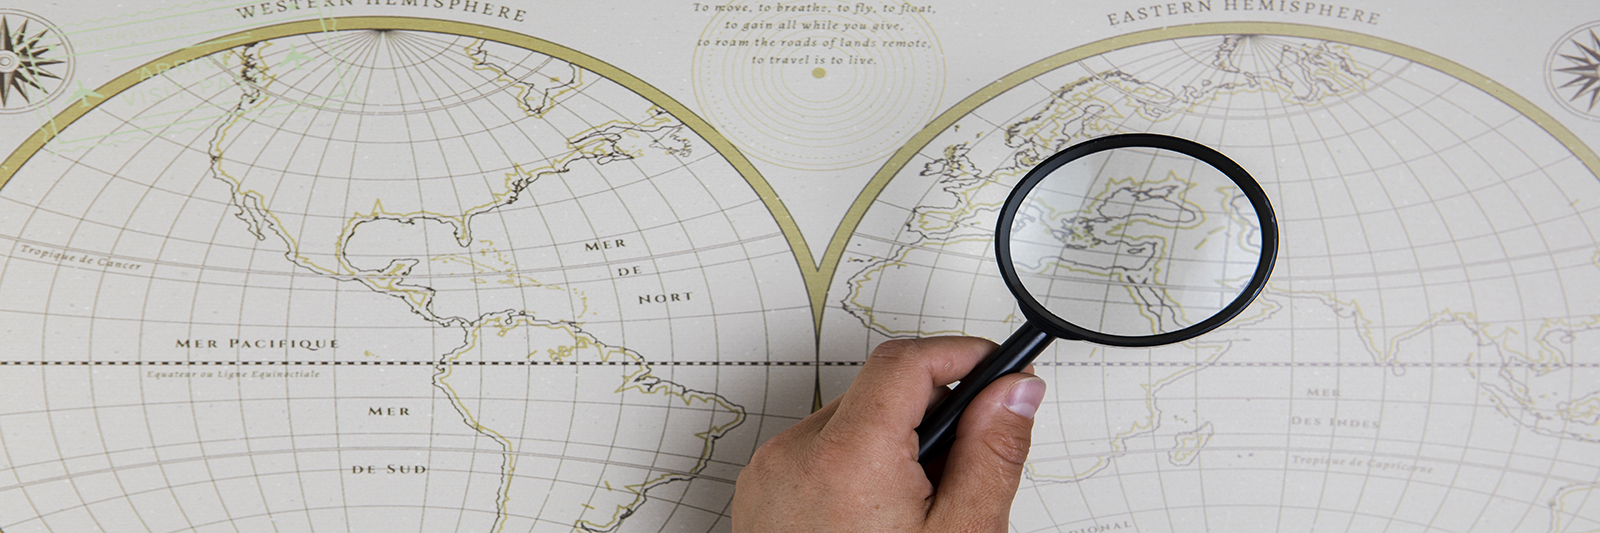 WESTERN HEMISPHERE
To move, to breathe, to fly, to float,
to gain all while you give,
to roam the roads of lands remote,
to travel is to live.
EASTERN HEMISPHERE
Tropique de Cancer
MER
DE
NORT
MER PACIFIQUE
Equateur ou Ligne Equinoctiale
MER
DE SUD
MER
DES INDES
Tropique de Capricorne